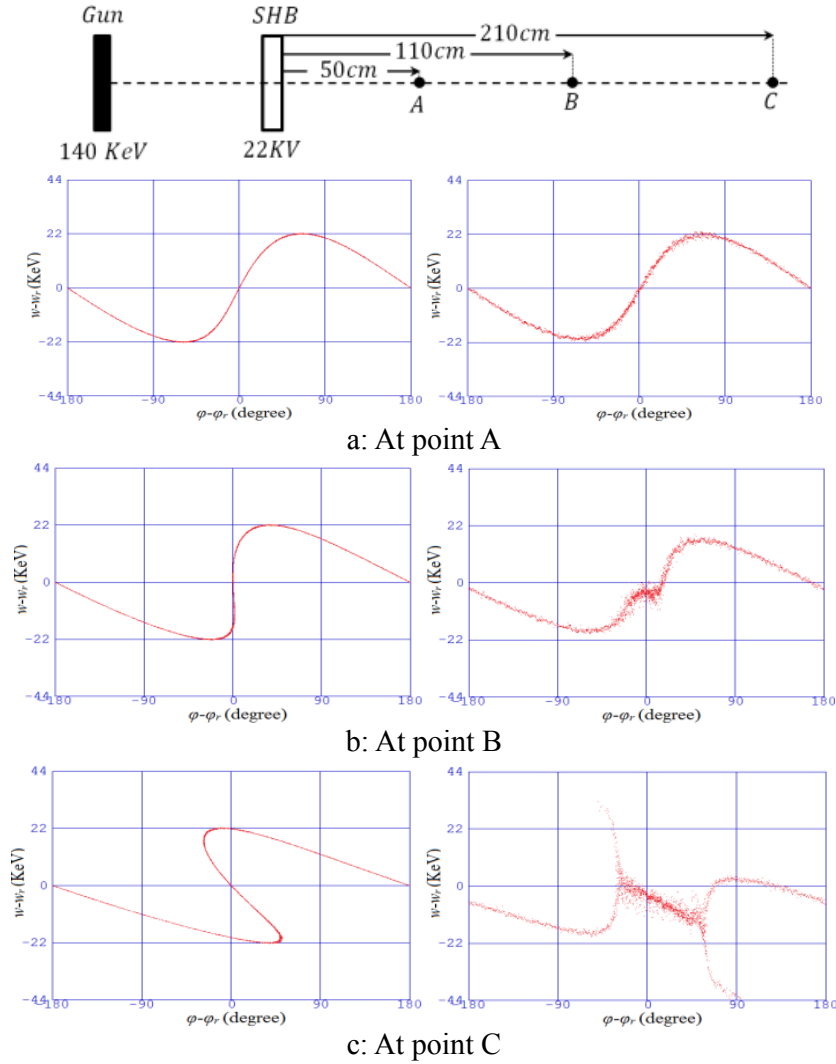 Gun
SHB
210cm
110cm
50cm
A
B
C
140 KeV
22KV
44
22
0
-22
-44
-180
-90
0
90
180
w-wr (KeV)
φ-φr (degree)
44
22
0
-22
-44
-180
-90
0
90
180
w-wr (KeV)
φ-φr (degree)
a: At point A
44
22
0
-22
-44
-180
-90
0
90
180
w-wr (KeV)
φ-φr (degree)
44
22
0
-22
-44
-180
-90
0
90
180
w-wr (KeV)
φ-φr (degree)
b: At point B
44
22
0
-22
-44
-180
-90
0
90
180
w-wr (KeV)
φ-φr (degree)
44
22
0
-22
-44
-180
-90
0
90
180
w-wr (KeV)
φ-φr (degree)
c: At point C